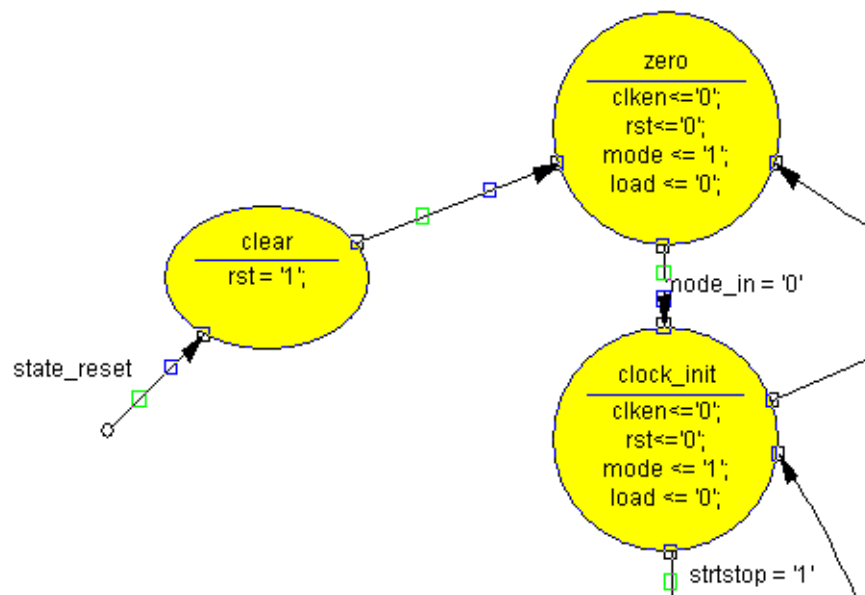 zero
clken<='0';
rst<='0';
mode <= '1';
load <= '0';
clear
rst = '1';
node_in = '0'
state_reset
clock_init
clken<='0';
rst<='0';
mode <= '1';
load <= '0';
strtstop = '1'